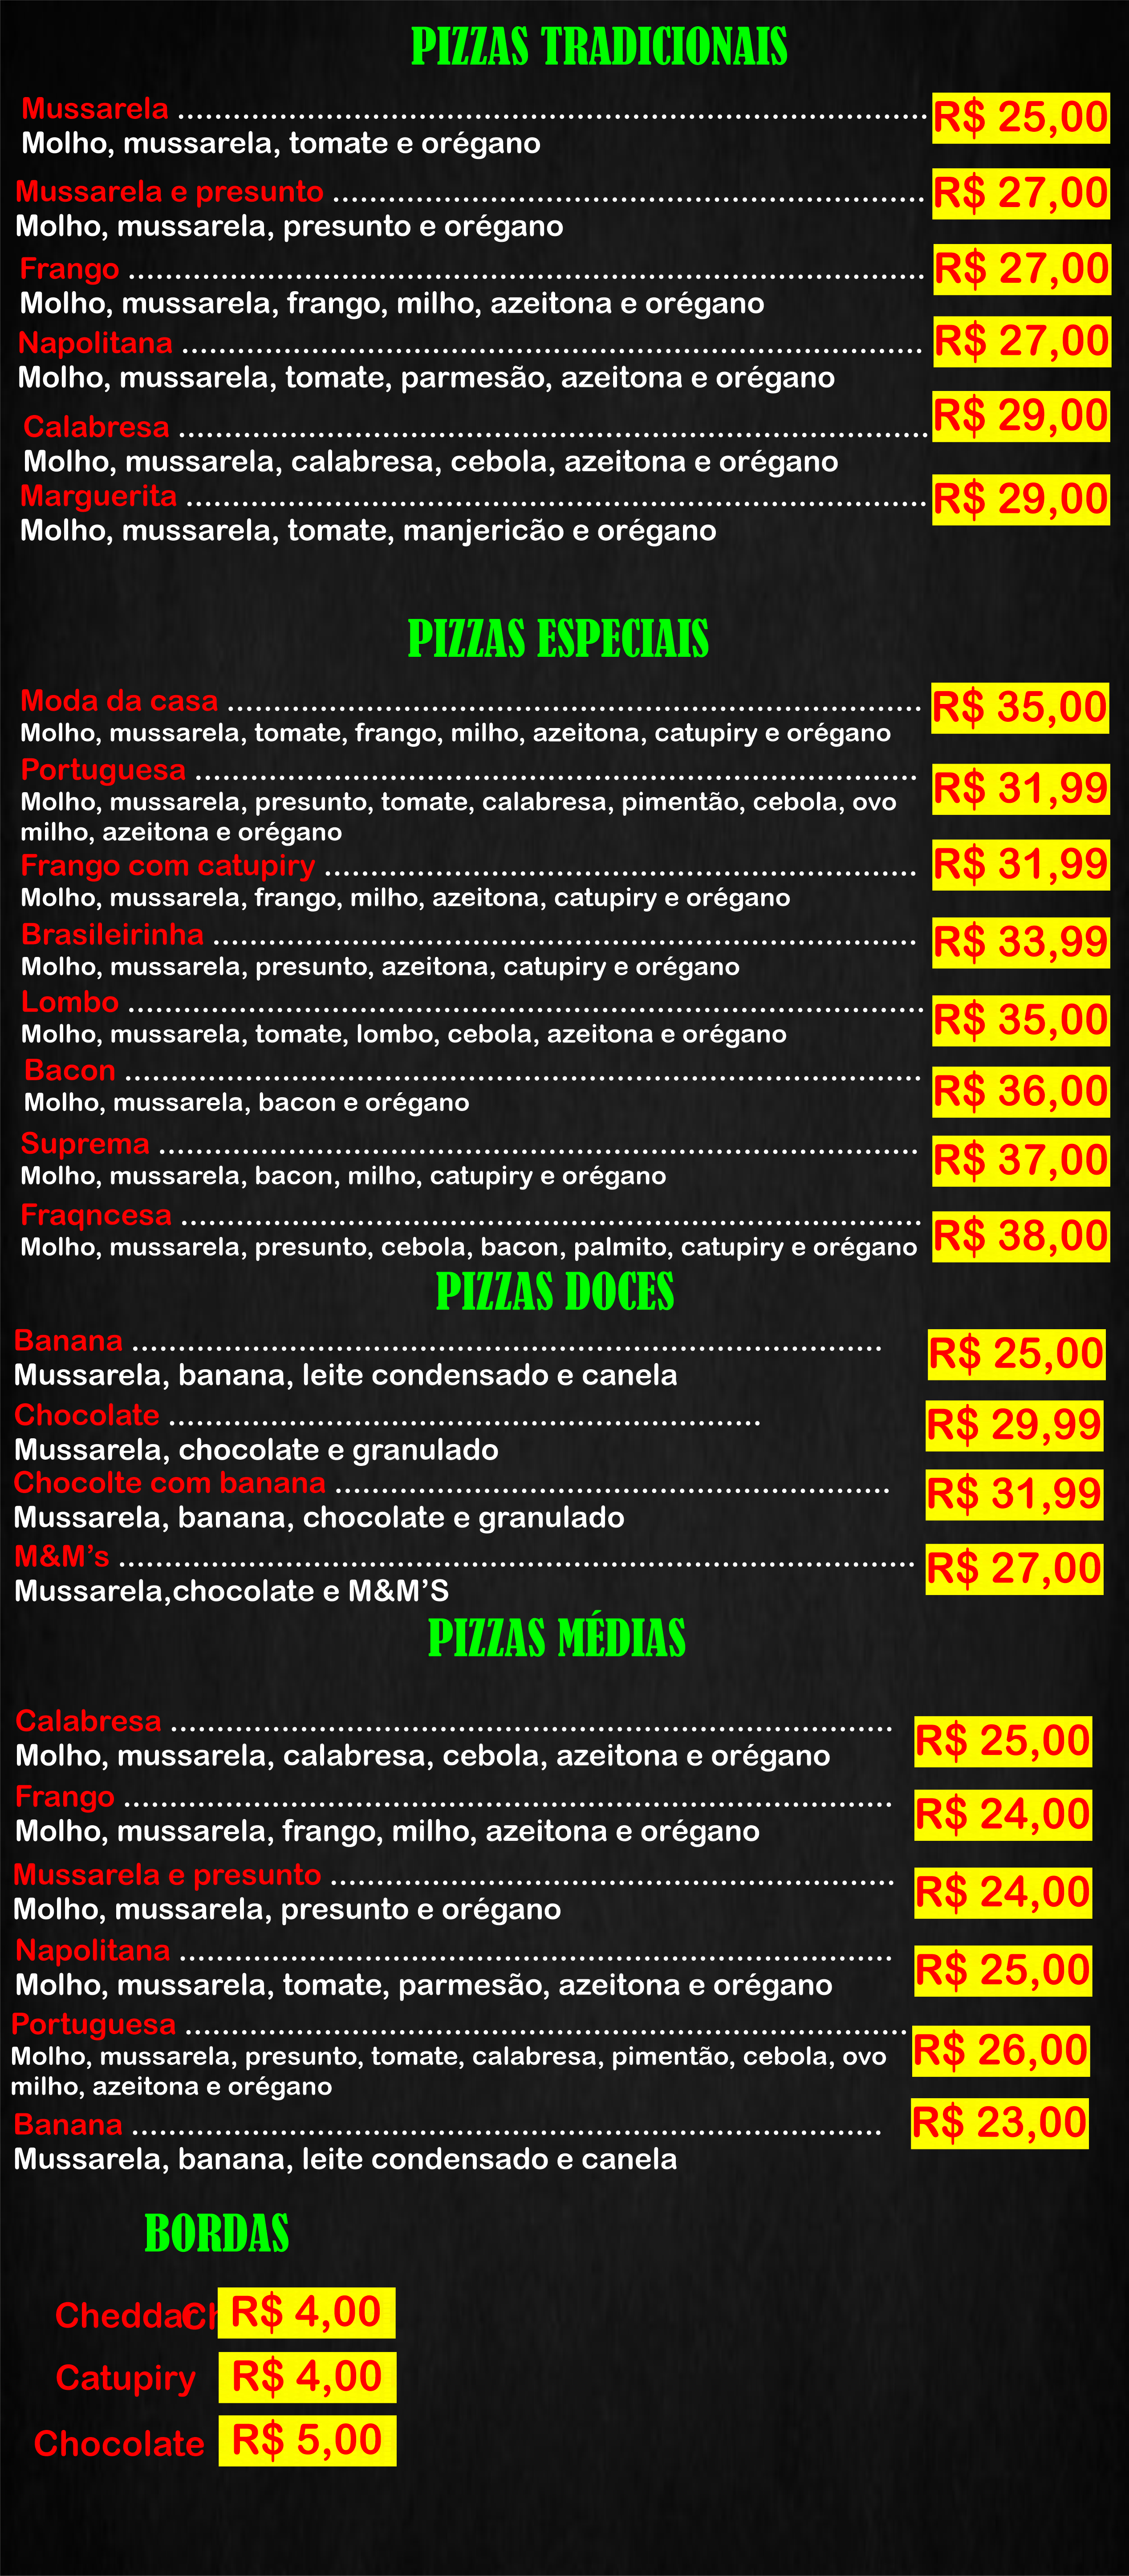 PIZZAS TRADICIONAIS
Mussarela ........ R$ 25,00
Molho, mussarela, tomate e orégano
Mussarela e presunto ........ R$ 27,00
Molho, mussarela, presunto e orégano
Frango ........ R$ 27,00
Molho, mussarela, frango, milho, azeitona e orégano
Napolitana ........ R$ 27,00
Molho, mussarela, tomate, parmesão, azeitona e orégano
Calabresa ........ R$ 29,00
Molho, mussarela, calabresa, cebola, azeitona e orégano
Marguerita ........ R$ 29,00
Molho, mussarela, tomate, manjericão e orégano
PIZZAS ESPECIAIS
Moda da casa ........ R$ 35,00
Molho, mussarela, tomate, frango, milho, azeitona, catupiry e orégano
Portuguesa ........ R$ 31,99
Molho, mussarela, presunto, tomate, calabresa, pimentão, cebola, ovo
milho, azeitona e orégano
Frango com catupiry ........ R$ 31,99
Molho, mussarela, frango, milho, azeitona, catupiry e orégano
Brasileirinha ........ R$ 33,99
Molho, mussarela, presunto, azeitona, catupiry e orégano
Lombo ........ R$ 35,00
Molho, mussarela, tomate, lombo, cebola, azeitona e orégano
Bacon ........ R$ 36,00
Molho, mussarela, bacon e orégano
Suprema ........ R$ 37,00
Molho, mussarela, bacon, milho, catupiry e orégano
Fraqncesa ........ R$ 38,00
Molho, mussarela, presunto, cebola, bacon, palmito, catupiry e orégano
PIZZAS DOCES
Banana ........ R$ 25,00
Mussarela, banana, leite condensado e canela
Chocolate ........ R$ 29,99
Mussarela, chocolate e granulado
Chocolte com banana ........ R$ 31,99
Mussarela, banana, chocolate e granulado
M&M’s ........ R$ 27,00
Mussarela,chocolate e M&M’S
PIZZAS MÉDIAS
Calabresa ........ R$ 25,00
Molho, mussarela, calabresa, cebola, azeitona e orégano
Frango ........ R$ 24,00
Molho, mussarela, frango, milho, azeitona e orégano
Mussarela e presunto ........ R$ 24,00
Molho, mussarela, presunto e orégano
Napolitana ........ R$ 25,00
Molho, mussarela, tomate, parmesão, azeitona e orégano
Portuguesa ........ R$ 26,00
Molho, mussarela, presunto, tomate, calabresa, pimentão, cebola, ovo
milho, azeitona e orégano
Banana ........ R$ 23,00
Mussarela, banana, leite condensado e canela
BORDAS
Cheddar R$ 4,00
Catupiry R$ 4,00
Chocolate R$ 5,00